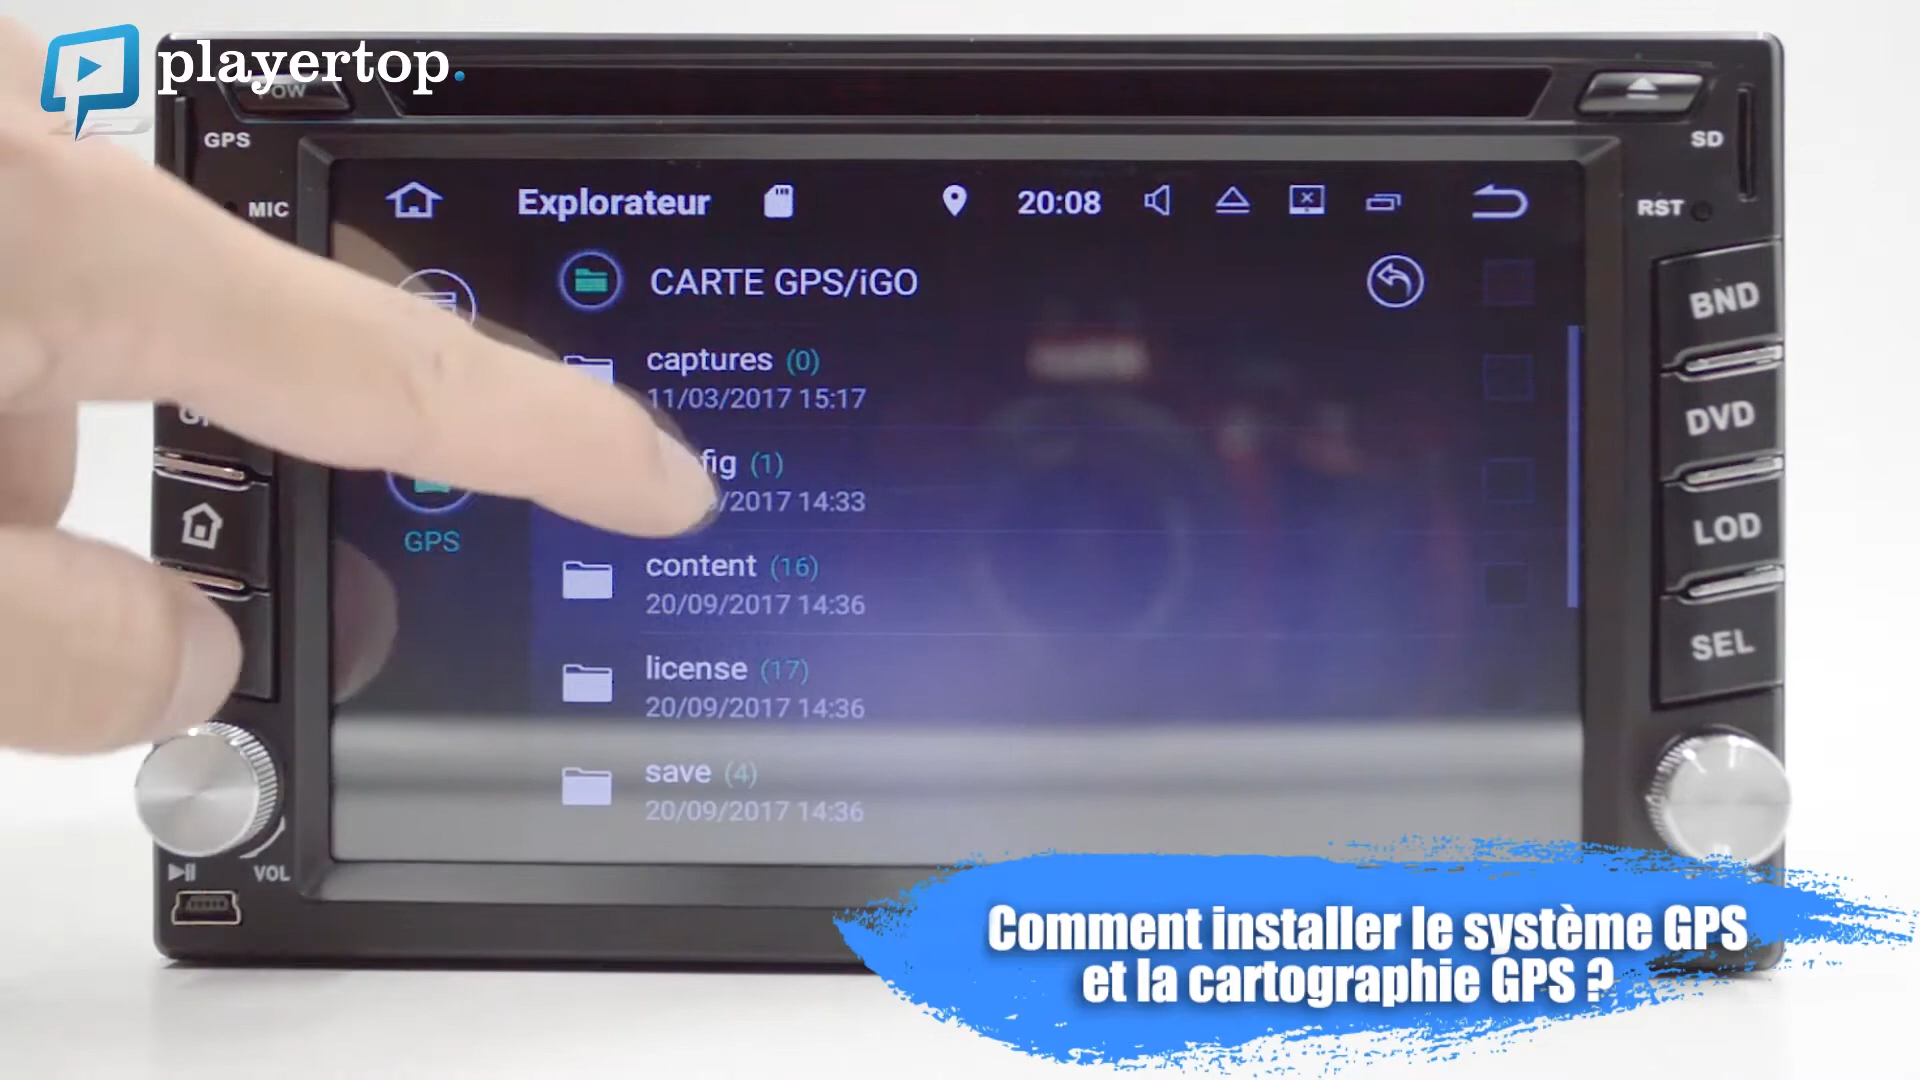 playertop.
POW
GPS
SD
MIC
RST
Explorateur
20:08
CARTE GPS/iGO
captures (0)
11/03/2017 15:17
(1)
/2017 14:33
content (16)
20/09/2017 14:36
license (17)
20/09/2017 14:36
save (4)
20/09/2017 14:36
GPS
BND
DVD
LOD
SEL
VOL
Comment installer le système GPS
et la cartographie GPS ?